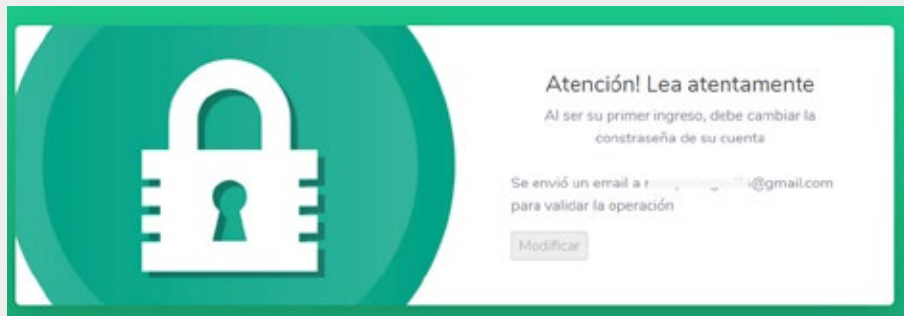 Atención! Lea atentamente
Al ser su primer ingreso, debe cambiar la
constraseña de su cuenta
Se envió un email a @gmail.com
para validar la operación
Modificar